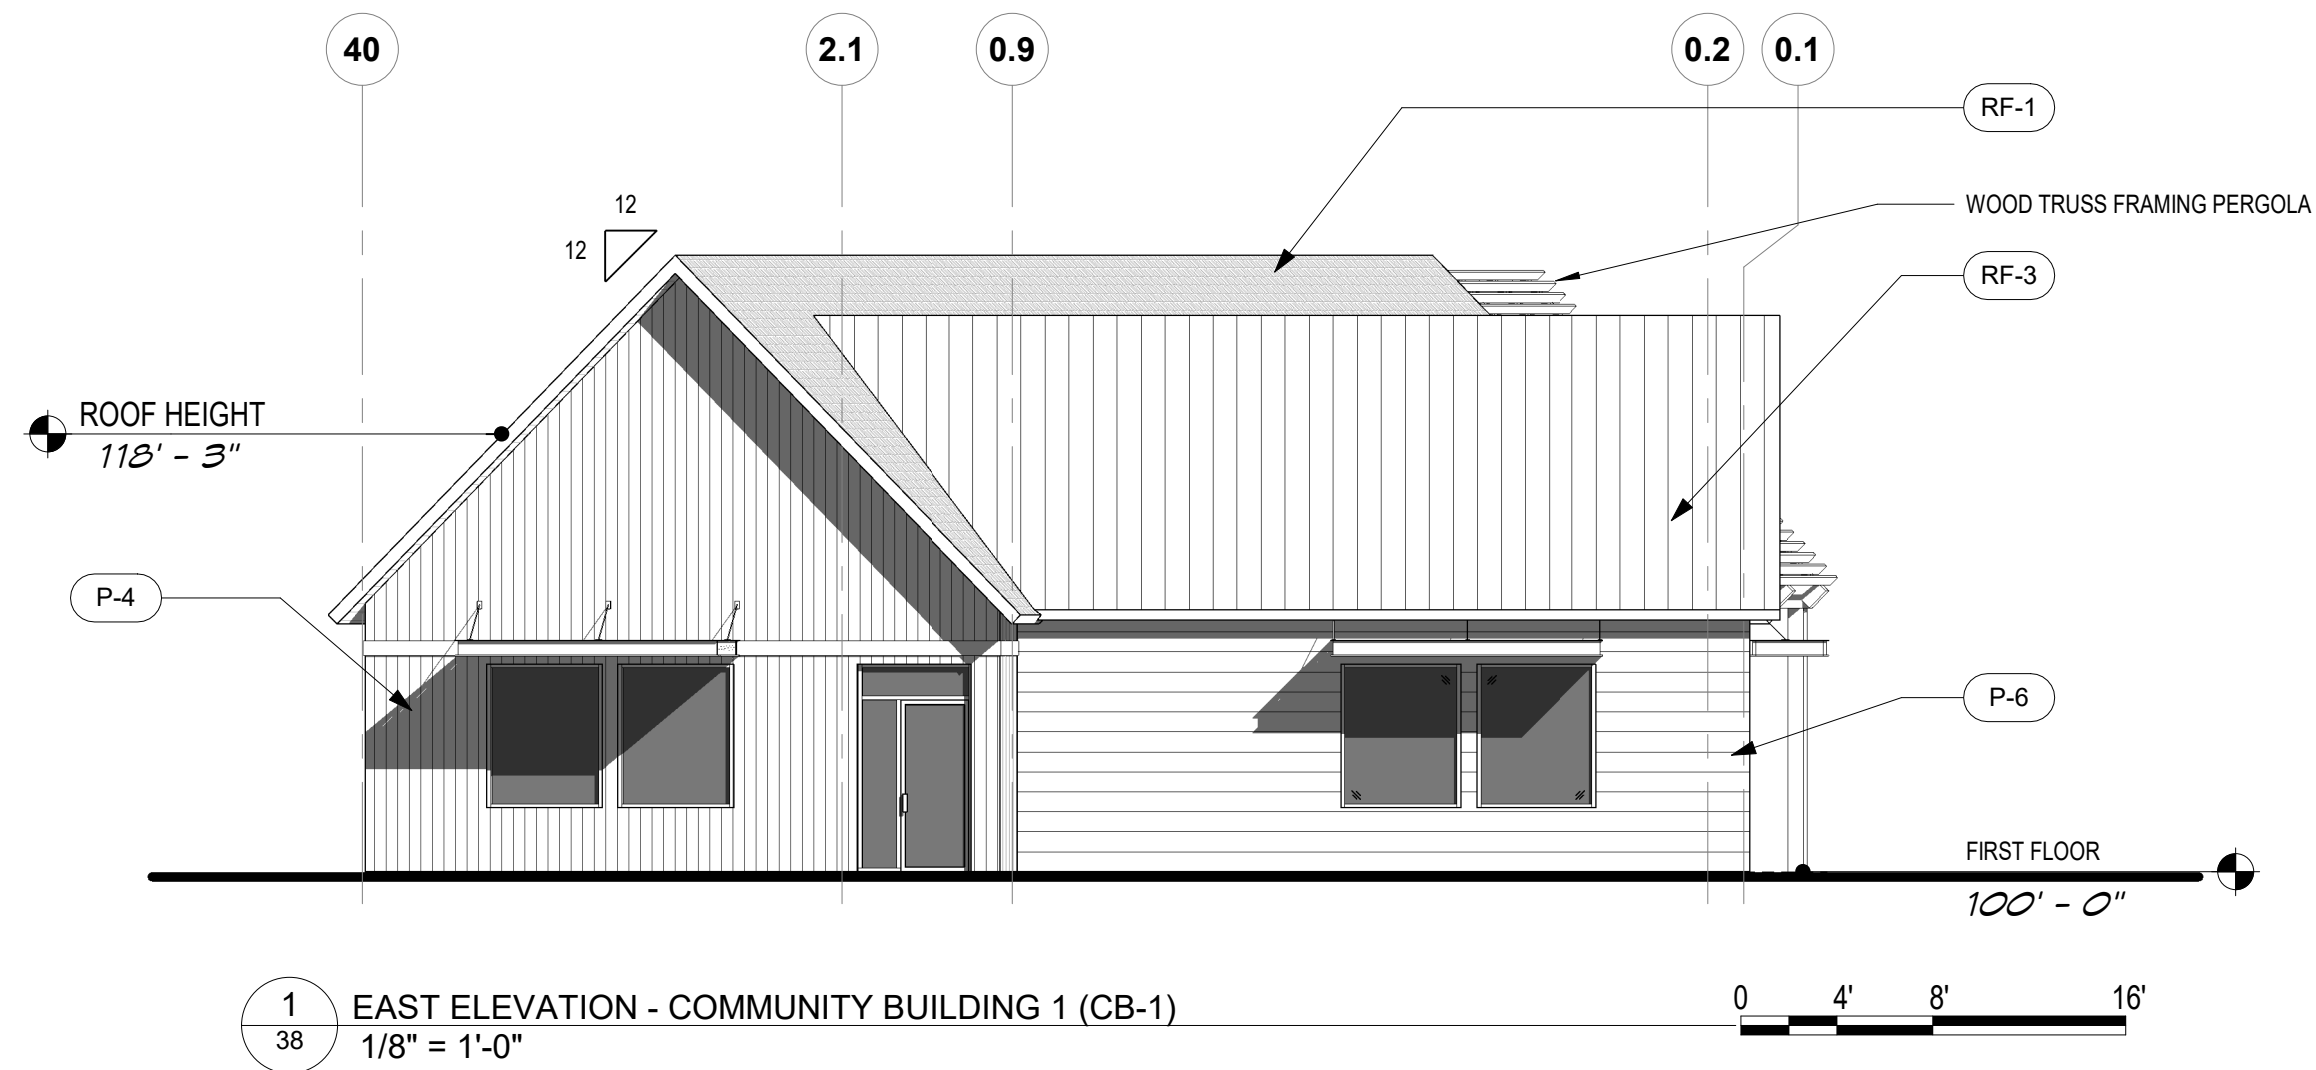 40 2.1 0.9 0.2 0.1
RF-1
12
WOOD TRUSS FRAMING PERGOLA
12
RF-3
ROOF HEIGHT
118' - 3"
P-4
P-6
FIRST FLOOR
100' - 0"
1
38
EAST ELEVATION - COMMUNITY BUILDING 1 (CB-1)
1/8" = 1'-0"
0 4' 8' 16'